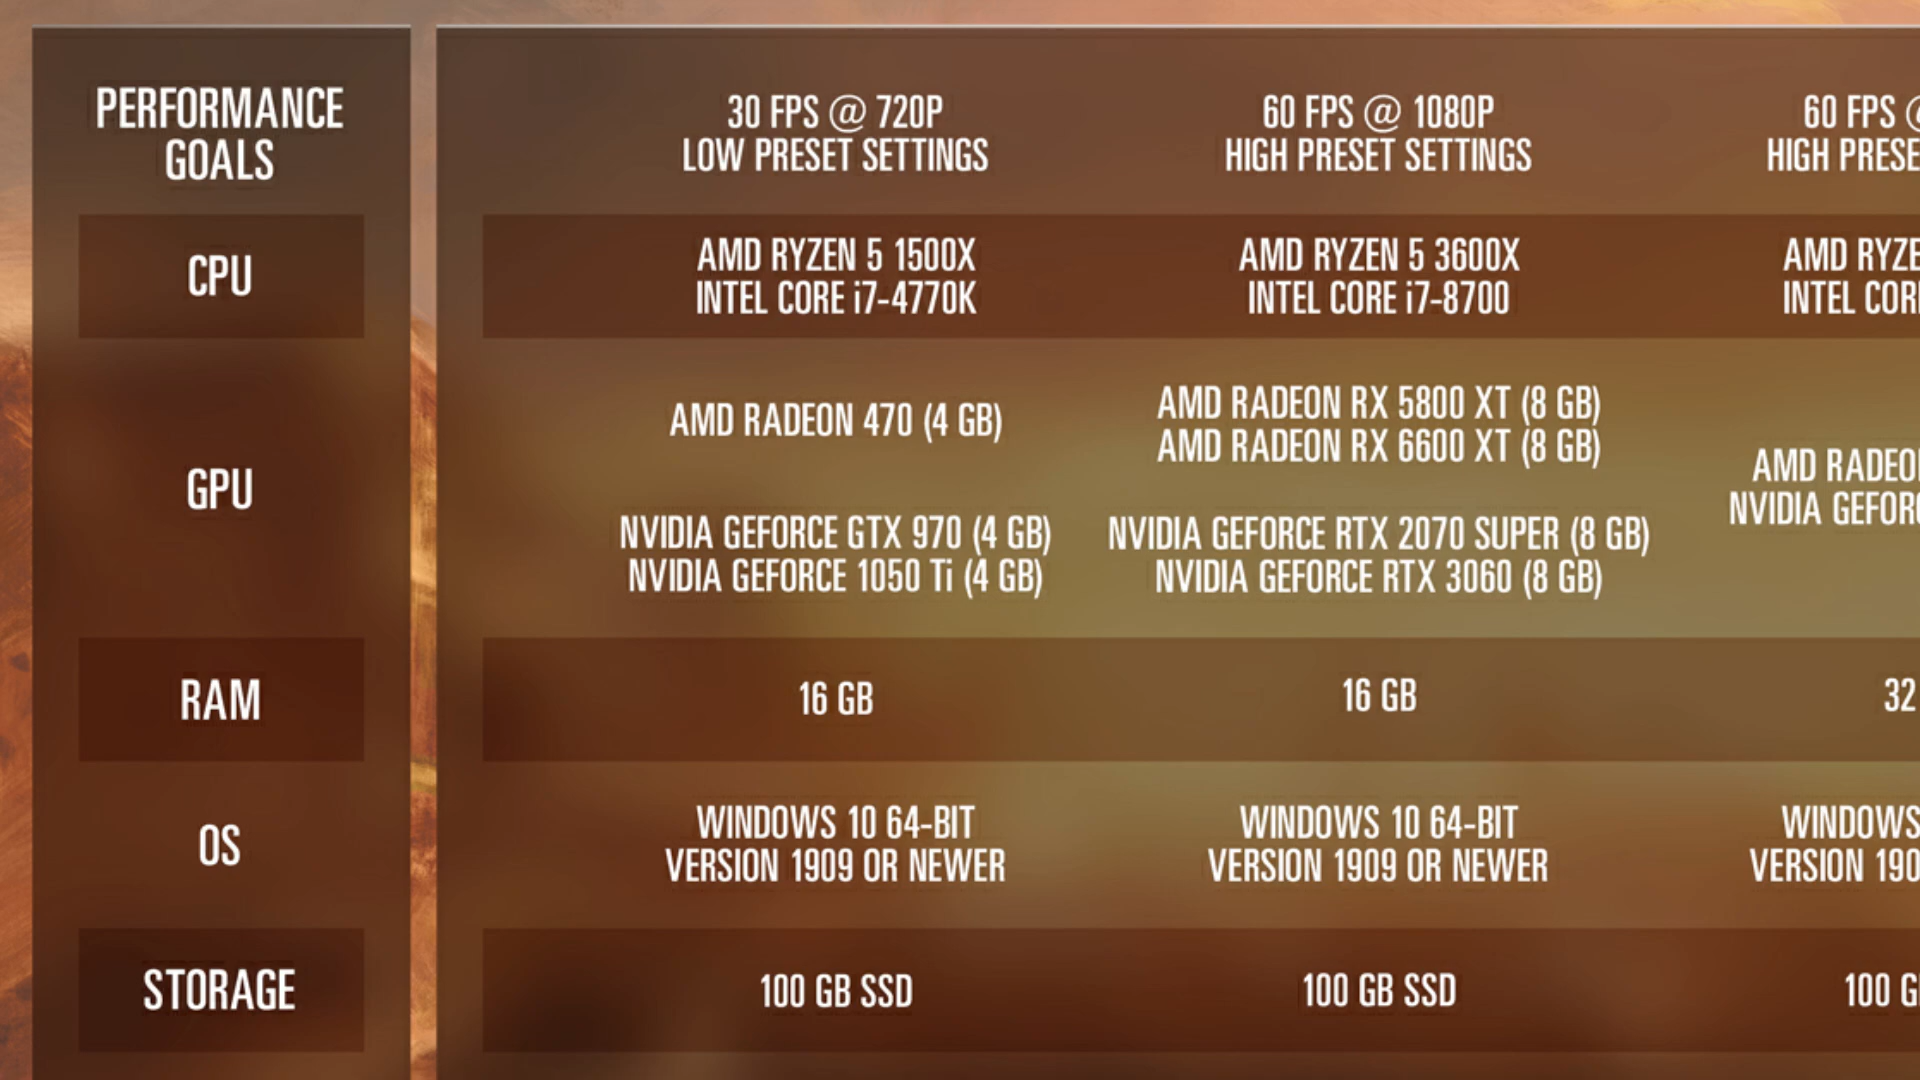 PERFORMANCE
GOALS
30 FPS @ 720P
LOW PRESET SETTINGS
60 FPS @ 1080P
HIGH PRESET SETTINGS
60 FPS
HIGH
CPU
AMD RYZEN 5 1500X
INTEL CORE i7-4770K
AMD RYZEN 5 3600X
INTEL CORE i7-8700
AMD
INTEL
GPU
AMD RADEON 470 (4 GB)
NVIDIA GEFORCE GTX 970 (4 GB)
NVIDIA GEFORCE 1050 Ti (4 GB)
AMD RADEON RX 5800 XT (8 GB)
AMD RADEON RX 6600 XT (8 GB)
NVIDIA GEFORCE RTX 2070 SUPER (8 GB)
NVIDIA GEFORCE RTX 3060 (8 GB)
AMD
NVIDIA
RAM
16 GB
16 GB
32
OS
WINDOWS 10 64-BIT
VERSION 1909 OR NEWER
WINDOWS 10 64-BIT
VERSION 1909 OR NEWER
WINDOWS
VERSION
STORAGE
100 GB SSD
100 GB SSD
100